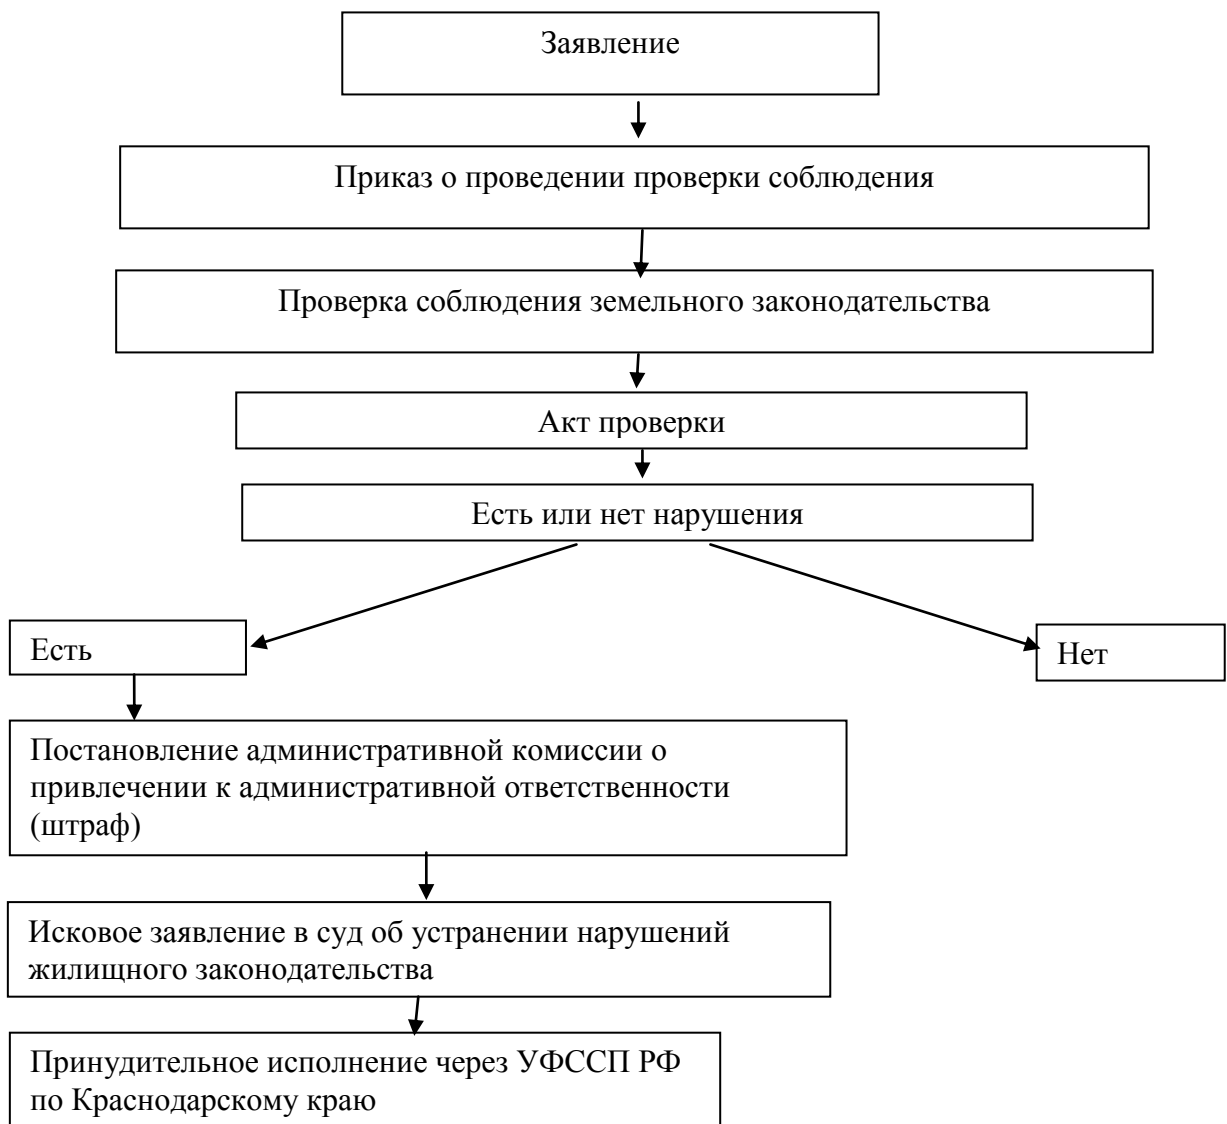 Заявление
Приказ о проведении проверки соблюдения
Проверка соблюдения земельного законодательства
Акт проверки
Есть или нет нарушения
Есть
Нет
Постановление административной комиссии о
привлечении к административной ответственности
(штраф)
Исковое заявление в суд об устранении нарушений
жилищного законодательства
Принудительное исполнение через УФССП РФ
по Краснодарскому краю